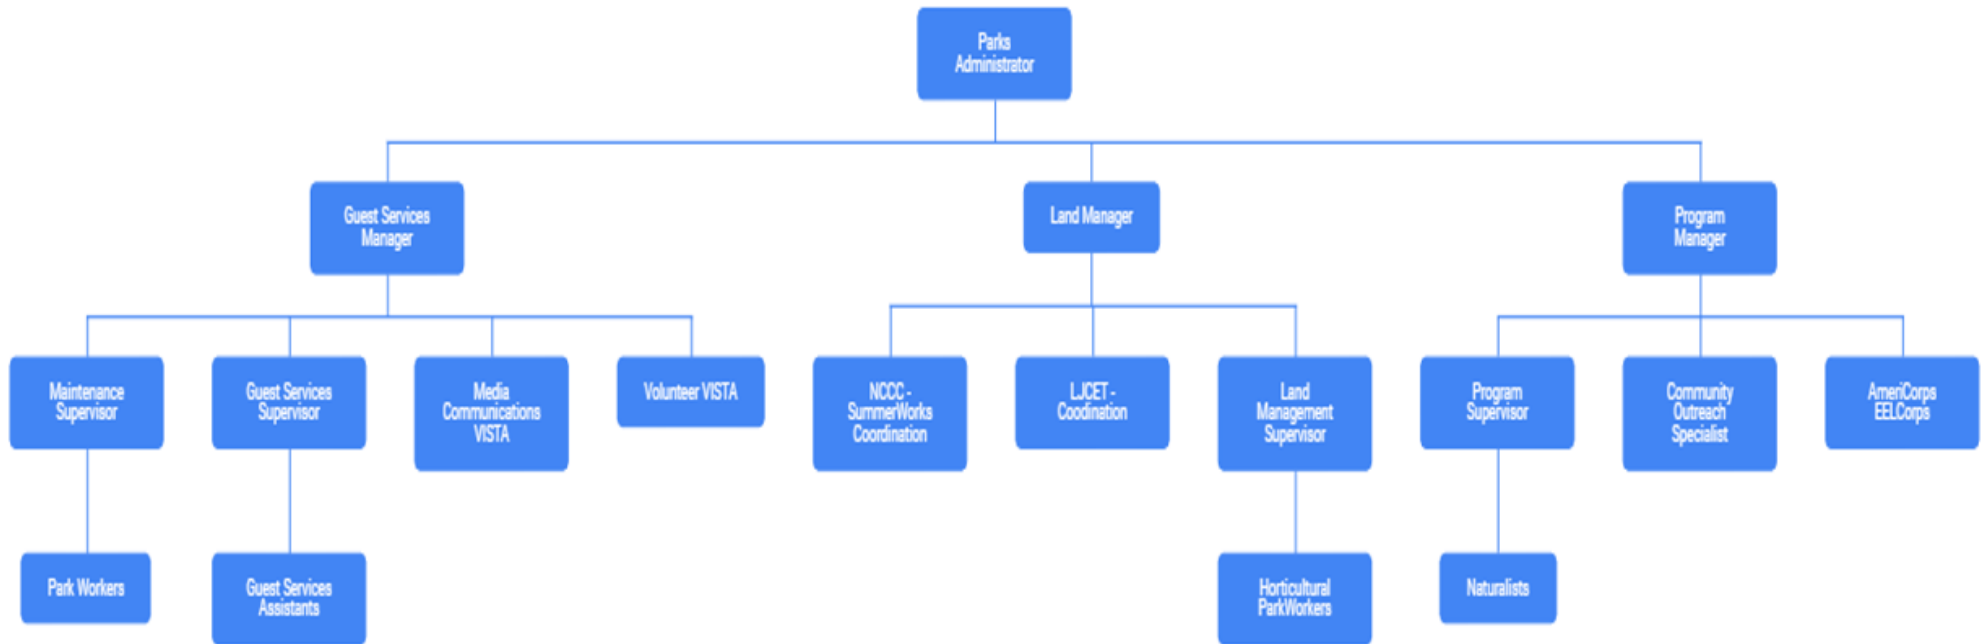 Parks
Administrator
Guest Services
Manager
Land Manager
Program
Manager
Maintenance
Supervisor
Guest Services
Supervisor
Media
Communications
VISTA
Volunteer VISTA
NCCC -
SummerWorks
Coordination
LJCET -
Coodination
Land
Management
Supervisor
Program
Supervisor
Community
Outreach
Specialist
AmeriCorps
EELCorps
Park Workers
Guest Services
Assistants
Horticultural
ParkWorkers
Naturalists